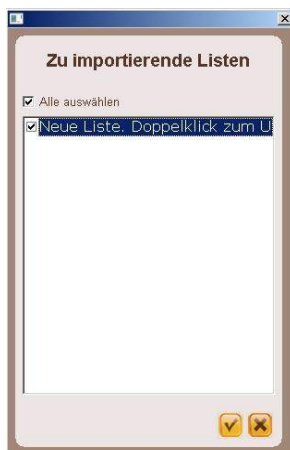 Zu importierende Listen
Alle auswählen
Neue Liste. Doppelklick zum U